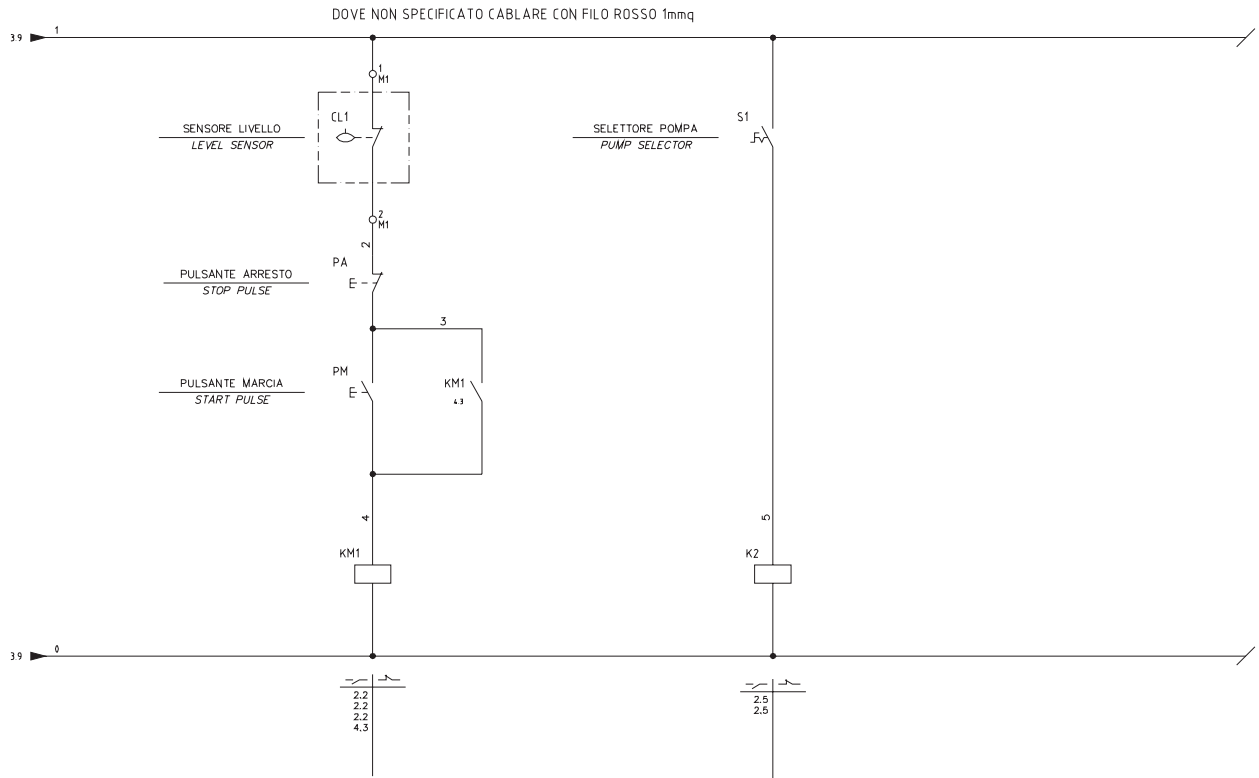 DOVE NON SPECIFICATO CABLARE CON FILO ROSSO 1mmq
3.9
1
1
M1
CL1
SENSORE LIVELLO
LEVEL SENSOR
S1
SELETTORE POMPA
PUMP SELECTOR
2
M1
2
PA
PULSANTE ARRESTO
STOP PULSE
3
PM
PULSANTE MARCIA
START PULSE
KM1
4.3
4
5
KM1
K2
3.9
0
2.2
2.2
2.2
4.3
2.5
2.5